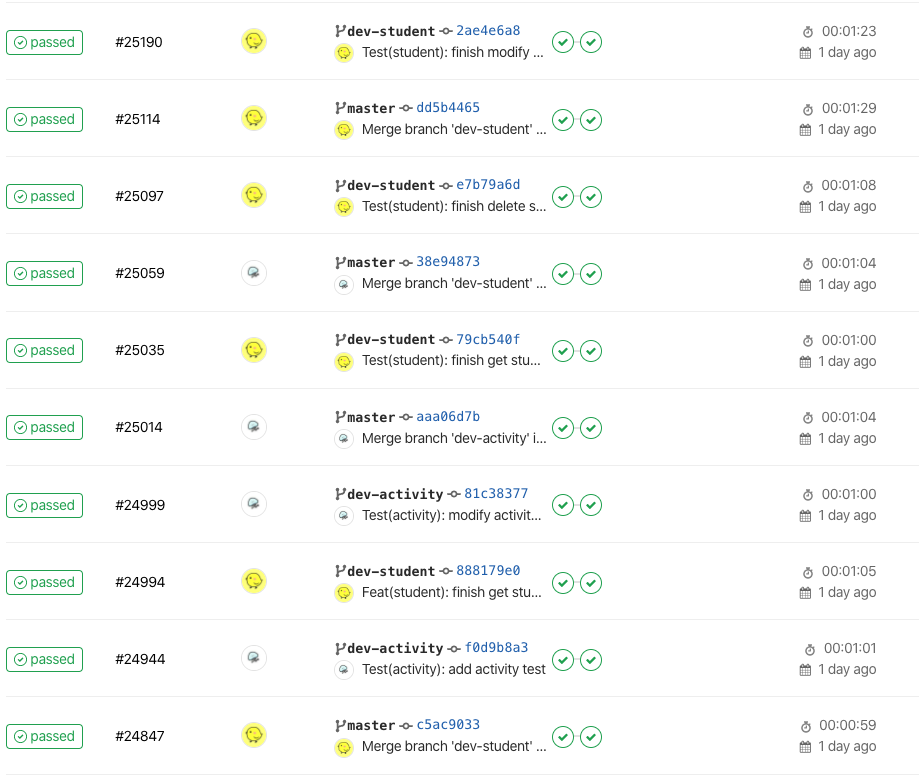 passed #25190 dev-student 2ae4e6a8 00:01:23
Test(student): finish modify ... 1 day ago
passed #25114 master dd5b4465 00:01:29
Merge branch 'dev-student' ... 1 day ago
passed #25097 dev-student e7b79a6d 00:01:08
Test(student): finish delete s... 1 day ago
passed #25059 master 38e94873 00:01:04
Merge branch 'dev-student' ... 1 day ago
passed #25035 dev-student 79cb540f 00:01:00
Test(student): finish get stu... 1 day ago
passed #25014 master aaa06d7b 00:01:04
Merge branch 'dev-activity' i... 1 day ago
passed #24999 dev-activity 81c38377 00:01:00
Test(activity): modify activit... 1 day ago
passed #24994 dev-student 888179e0 00:01:05
Feat(student): finish get stu... 1 day ago
passed #24944 dev-activity f0d9b8a3 00:01:01
Test(activity): add activity test 1 day ago
passed #24847 master c5ac9033 00:00:59
Merge branch 'dev-student' ... 1 day ago